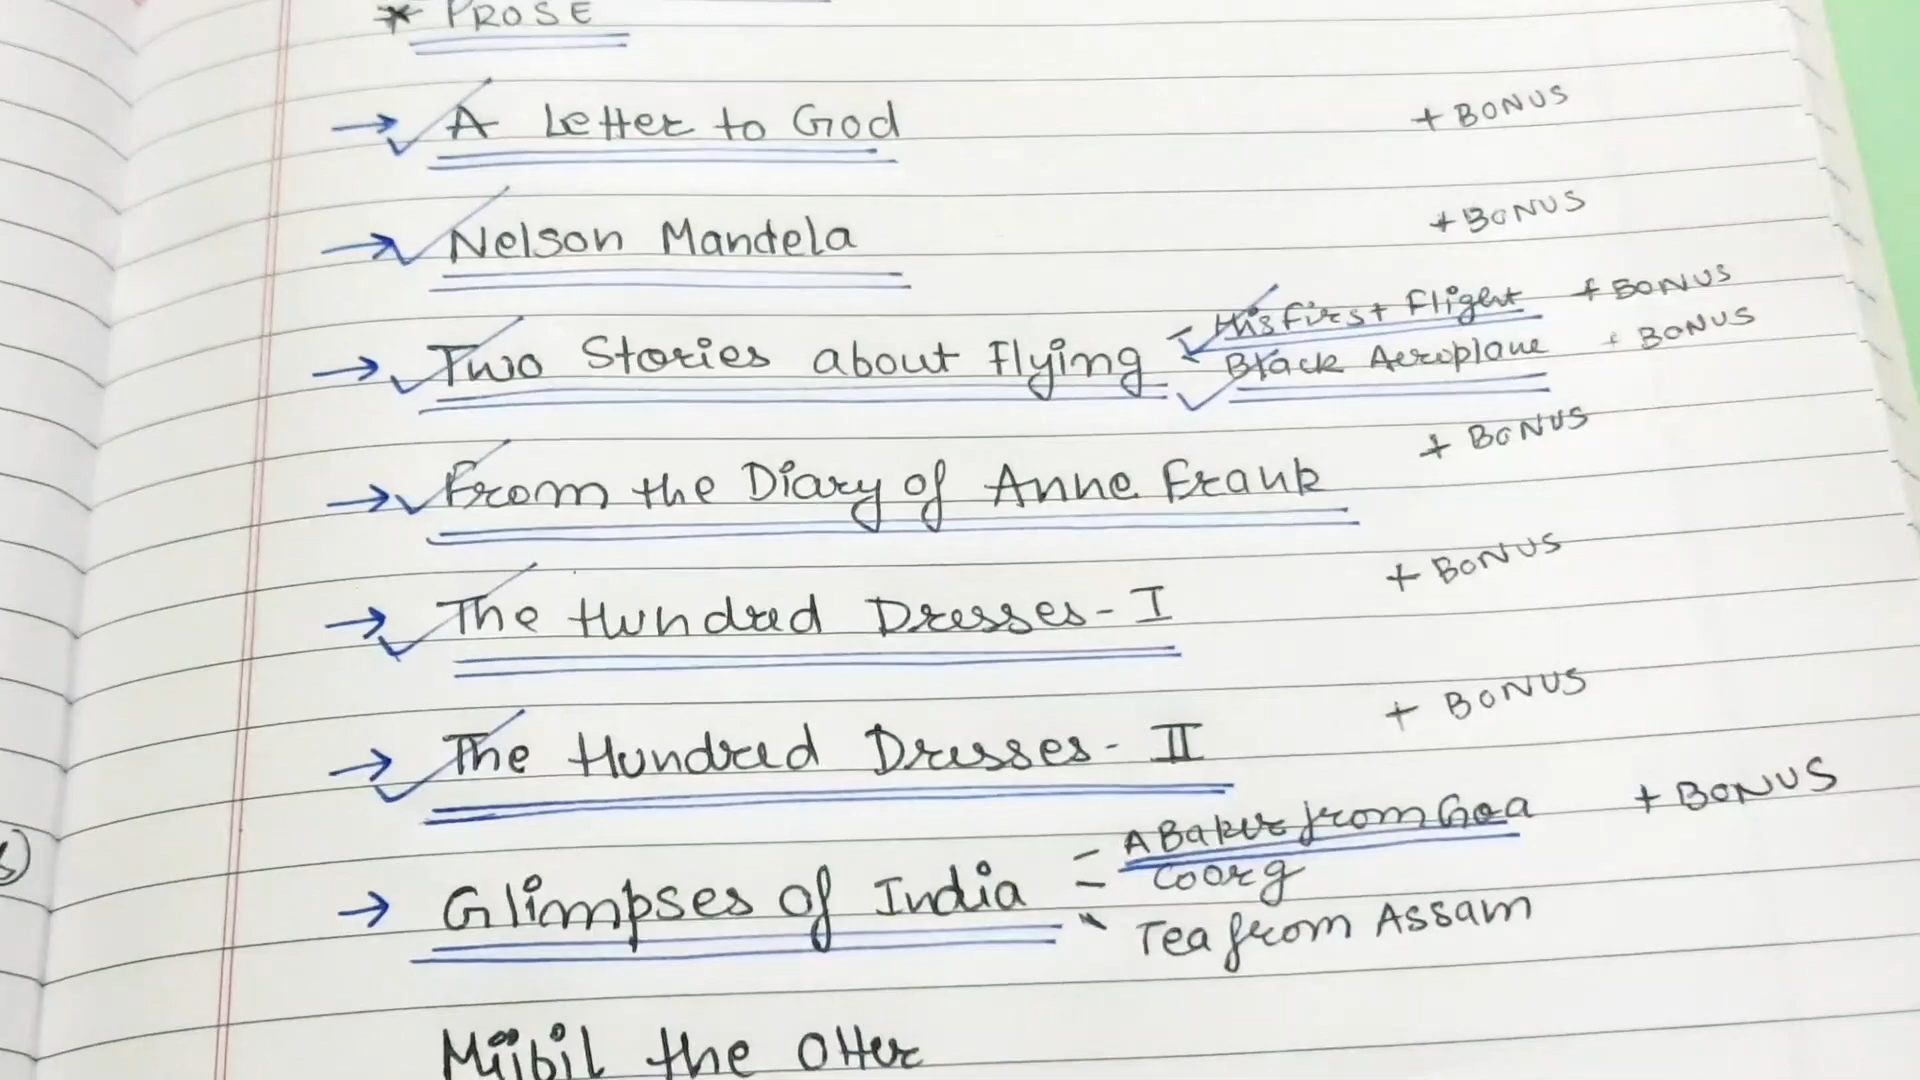 * PROSE
→ A Letter to God + BONUS
→ Nelson Mandela + BONUS
His First Flight + BONUS
→ Two Stories about Flying
Black Aeroplane + BONUS
→ From the Diary of Anne Frank + BONUS
→ The Hundred Dresses - I + BONUS
→ The Hundred Dresses - II + BONUS
A Baker from Goa + BONUS
→ Glimpses of India - Coorg
Tea from Assam
Mijbil the Otter